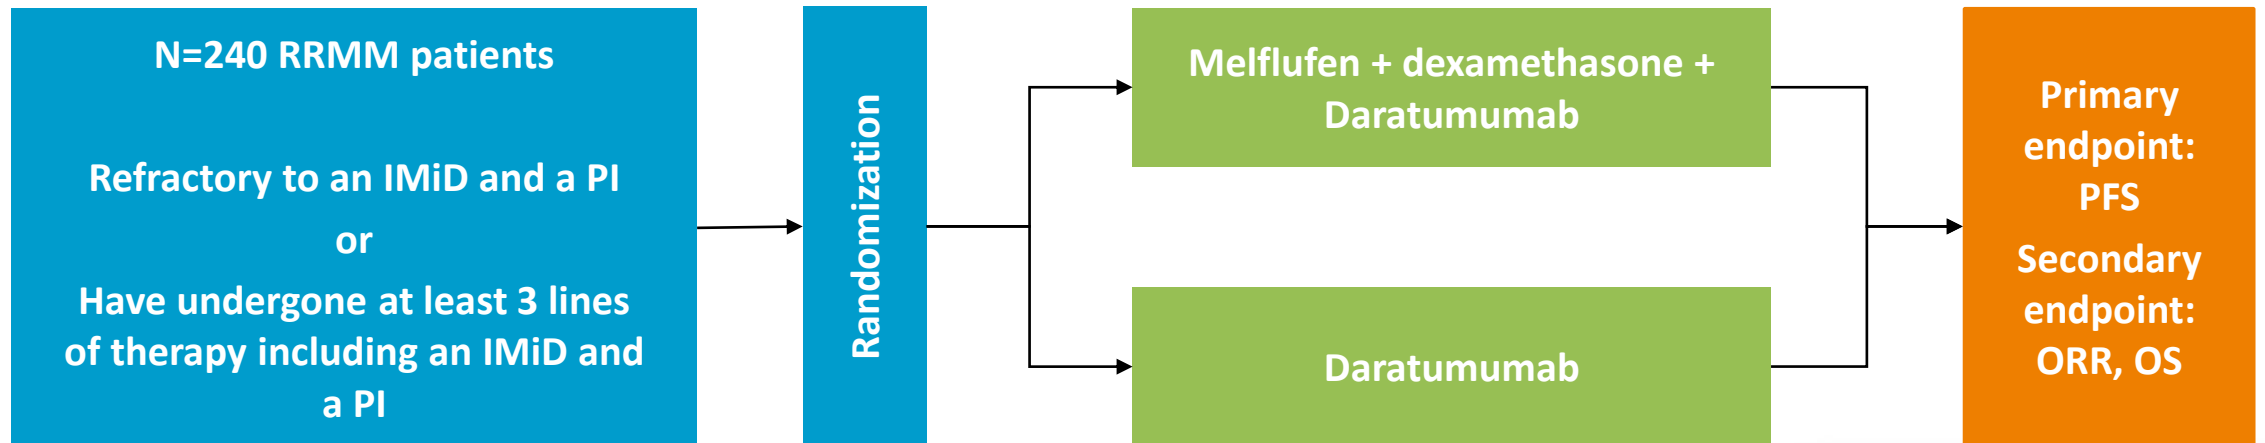 N=240 RRMM patients
Refractory to an IMiD and a PI
or
Have undergone at least 3 lines
of therapy including an IMiD and
a PI
Randomization
Melflufen + dexamethasone +
Daratumumab
Daratumumab
Primary
endpoint:
PFS
Secondary
endpoint:
ORR, OS